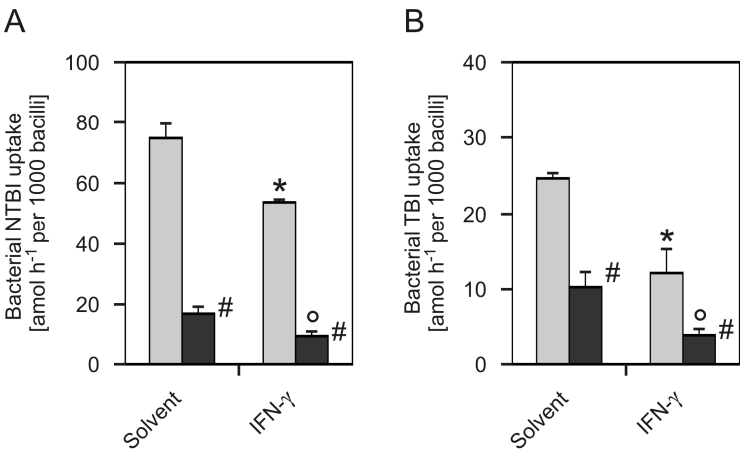 A
Bacterial NTBI uptake
[amol h⁻¹ per 1000 bacilli]
100
80
60
40
20
0
*
#
°
#
Solvent
IFN-γ
B
Bacterial TBI uptake
[amol h⁻¹ per 1000 bacilli]
40
30
20
10
0
*
#
°
#
Solvent
IFN-γ